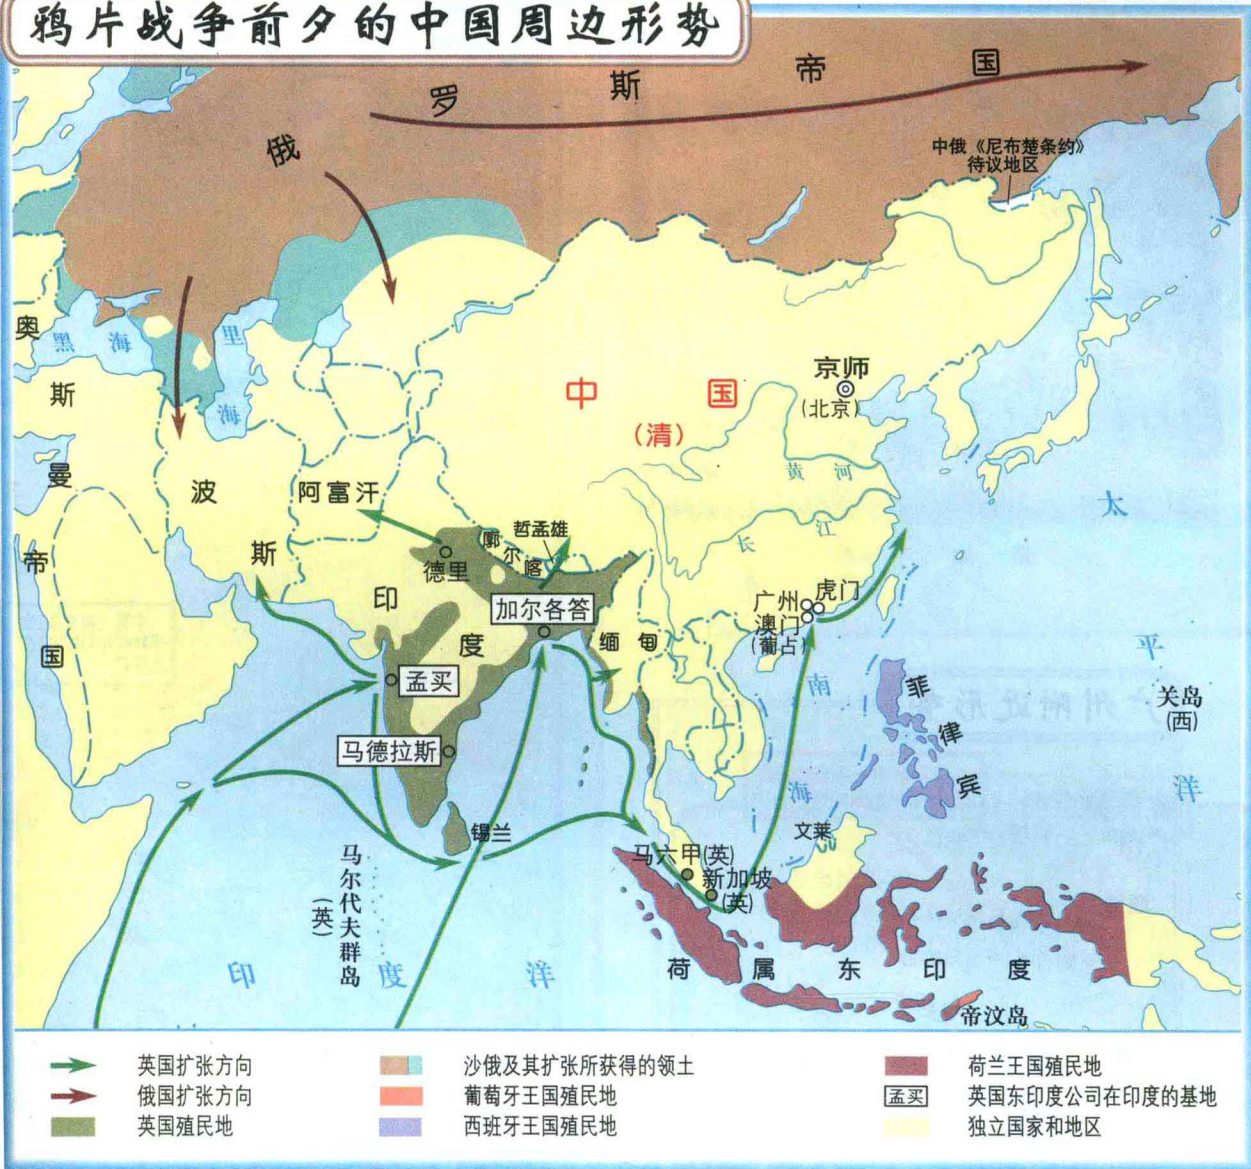 鸦片战争前夕的中国周边形势
俄罗斯帝国
中俄《尼布楚条约》
待议地区
奥斯曼帝国
黑海
里海
波斯
阿富汗
中国
(清)
京师
(北京)
黄河
长江
哲孟雄
廓尔喀
德里
印度
加尔各答
孟买
马德拉斯
锡兰
缅甸
广州
虎门
澳门
(葡占)
南海
太平洋
菲律宾
关岛
(西)
文莱
马六甲(英)
新加坡
(英)
马尔代夫群岛
(英)
印度洋
荷属东印度
帝汶岛
英国扩张方向
俄国扩张方向
英国殖民地
沙俄及其扩张所获得的领土
葡萄牙王国殖民地
西班牙王国殖民地
荷兰王国殖民地
孟买 英国东印度公司在印度的基地
独立国家和地区